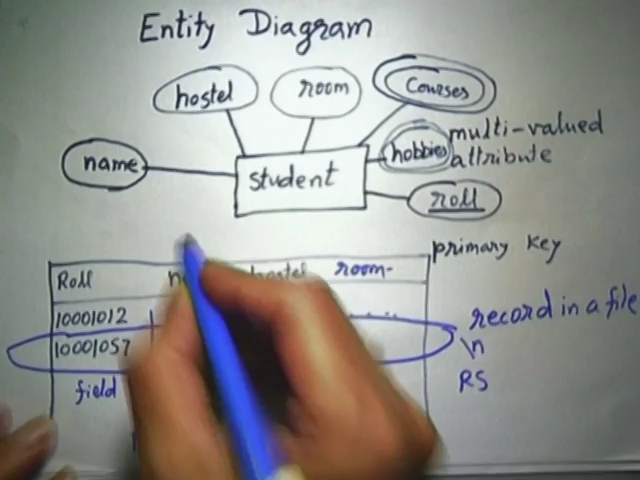 Entity Diagram
hostel
room
Courses
name
student
hobbies
multi-valued
attribute
roll
primary key
Roll hostel room
10001012
10001057
record in a file
\n
RS
field